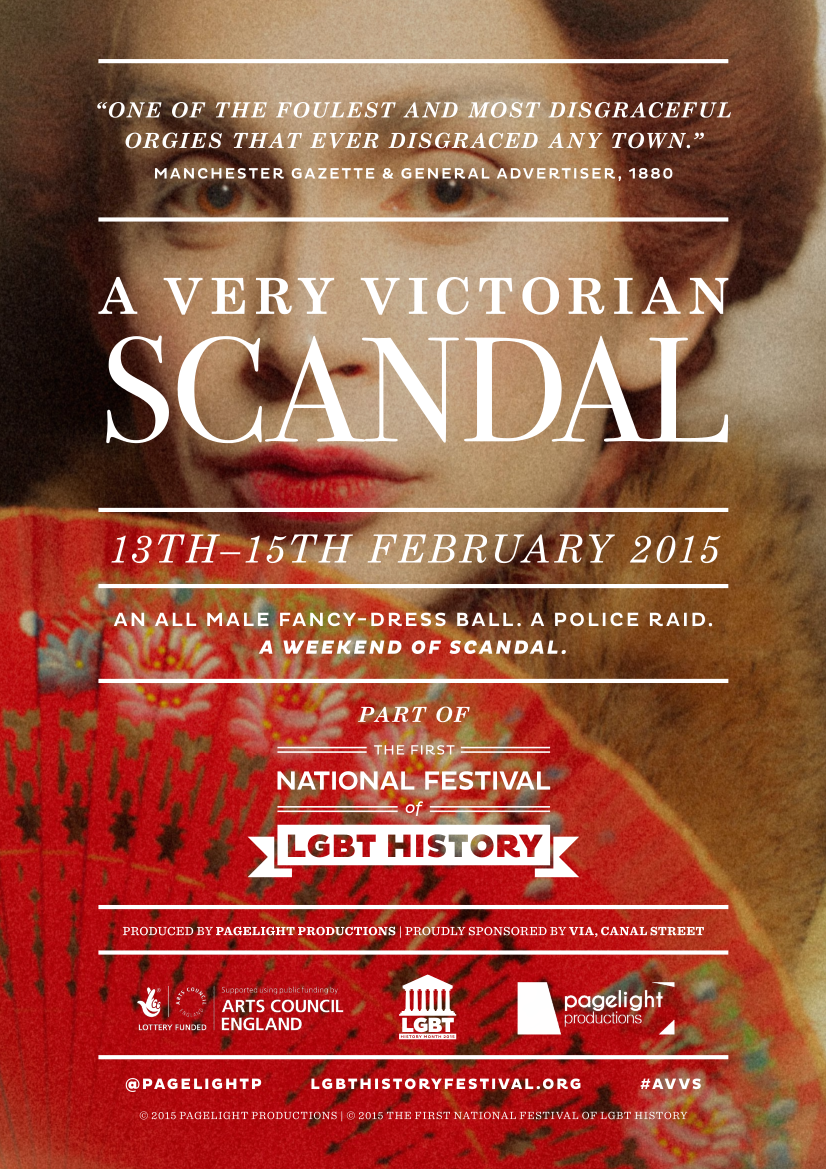 “ONE OF THE FOULEST AND MOST DISGRACEFUL
ORGIES THAT EVER DISGRACED ANY TOWN.”
MANCHESTER GAZETTE & GENERAL ADVERTISER, 1880
A VERY VICTORIAN
SCANDAL
13TH–15TH FEBRUARY 2015
AN ALL MALE FANCY-DRESS BALL. A POLICE RAID.
A WEEKEND OF SCANDAL.
PART OF
THE FIRST
NATIONAL FESTIVAL
of
LGBT HISTORY
PRODUCED BY PAGELIGHT PRODUCTIONS | PROUDLY SPONSORED BY VIA, CANAL STREET
LOTTERY FUNDED
ARTS COUNCIL
ENGLAND
Supported using public funding by
ARTS COUNCIL
ENGLAND
LGBT
HISTORY MONTH 2015
pagelight
productions
@PAGELIGHTP LGBTHISTORYFESTIVAL.ORG #AVVS
© 2015 PAGELIGHT PRODUCTIONS | © 2015 THE FIRST NATIONAL FESTIVAL OF LGBT HISTORY